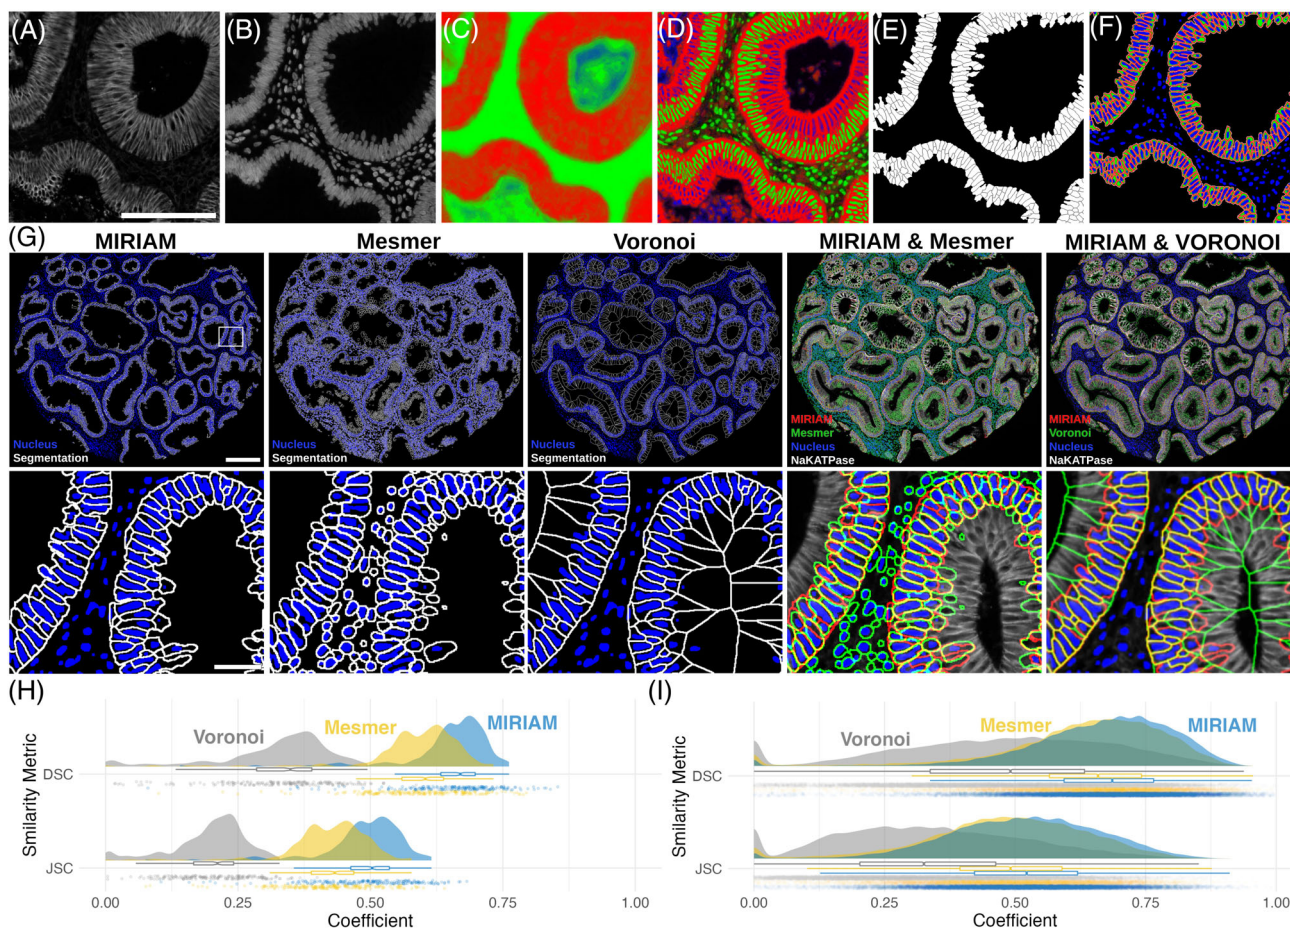 (A)
(B)
(C)
(D)
(E)
(F)
(G)
MIRIAM
Mesmer
Voronoi
MIRIAM & Mesmer
MIRIAM & VORONOI
Nucleus
Segmentation
Nucleus
Segmentation
Nucleus
Segmentation
MIRIAM
Mesmer
Nucleus
NaKATPase
MIRIAM
Voronoi
Nucleus
NaKATPase
(H)
Voronoi
Mesmer
MIRIAM
Smilarity Metric
DSC
JSC
0.00
0.25
0.50
0.75
1.00
Coefficient
(I)
Voronoi
Mesmer
MIRIAM
Smilarity Metric
DSC
JSC
0.00
0.25
0.50
0.75
1.00
Coefficient